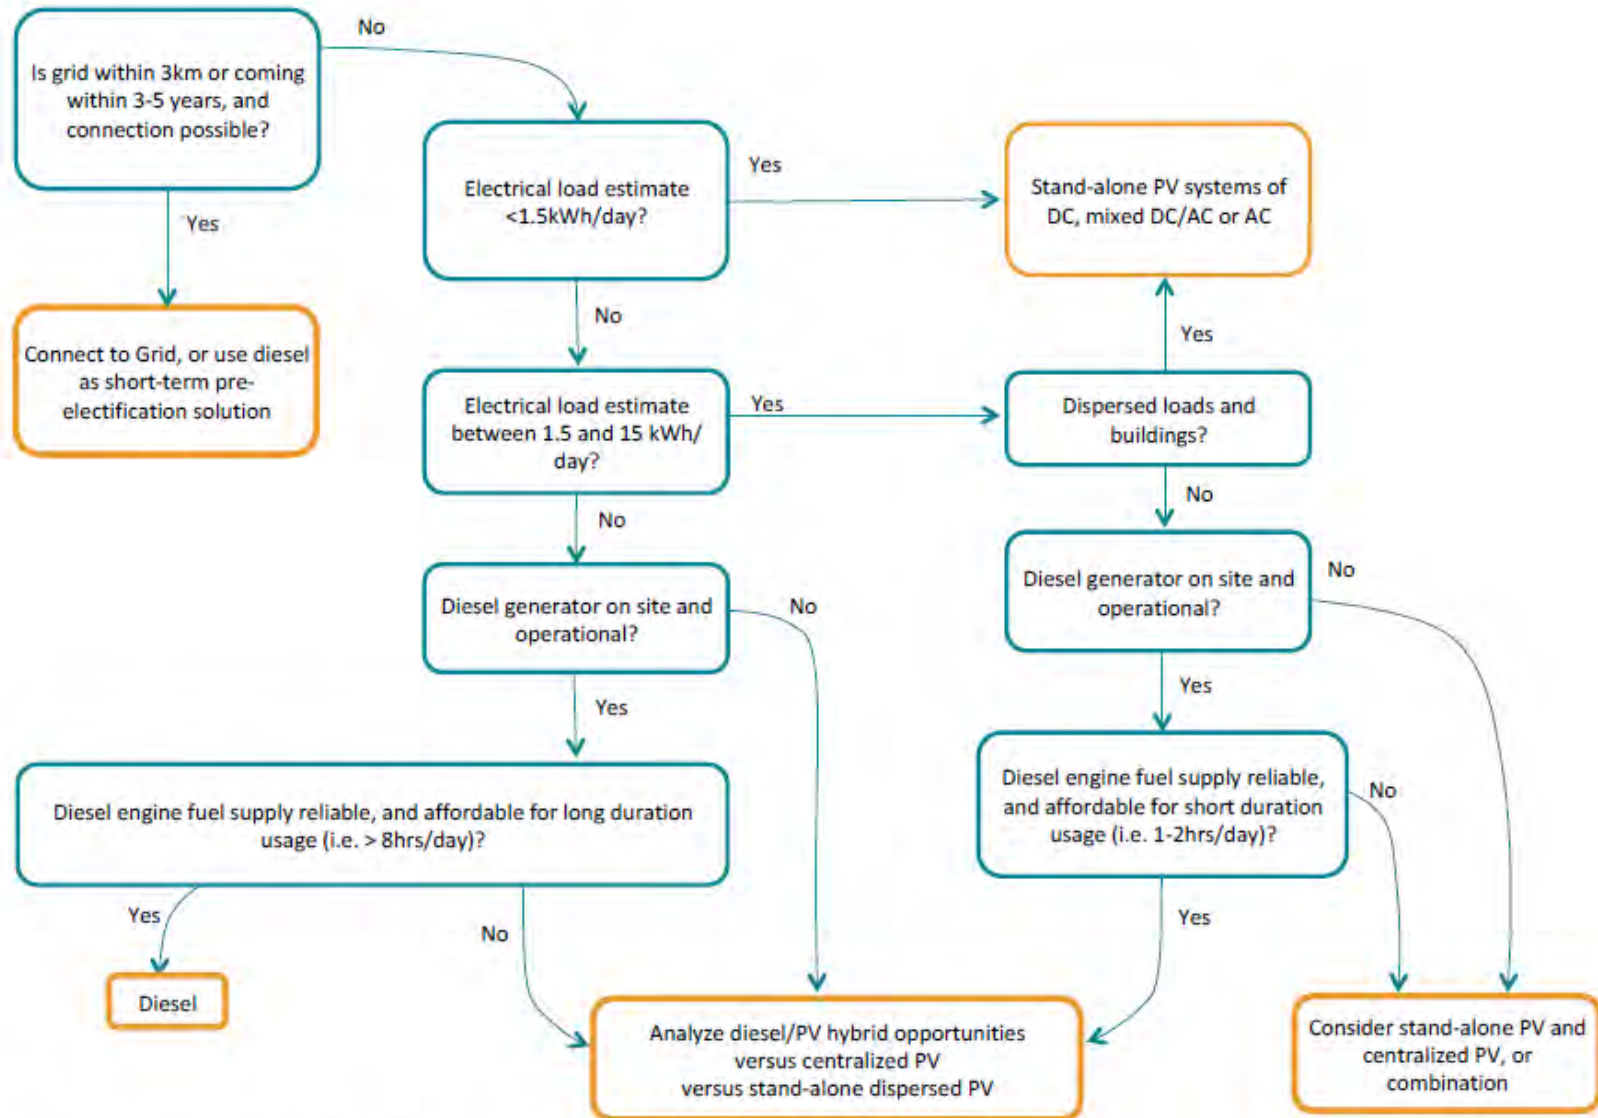 Is grid within 3km or coming
within 3-5 years, and
connection possible?
No
Yes
Connect to Grid, or use diesel
as short-term pre-
electification solution
Electrical load estimate
<1.5kWh/day?
Yes
No
Stand-alone PV systems of
DC, mixed DC/AC or AC
Electrical load estimate
between 1.5 and 15 kWh/
day?
Yes
No
Dispersed loads and
buildings?
Yes
No
Diesel generator on site and
operational?
No
Yes
Diesel generator on site and
operational?
No
Yes
Diesel engine fuel supply reliable, and affordable for long duration
usage (i.e. > 8hrs/day)?
Yes
No
Diesel engine fuel supply reliable,
and affordable for short duration
usage (i.e. 1-2hrs/day)?
No
Yes
Diesel
Analyze diesel/PV hybrid opportunities
versus centralized PV
versus stand-alone dispersed PV
Consider stand-alone PV and
centralized PV, or
combination